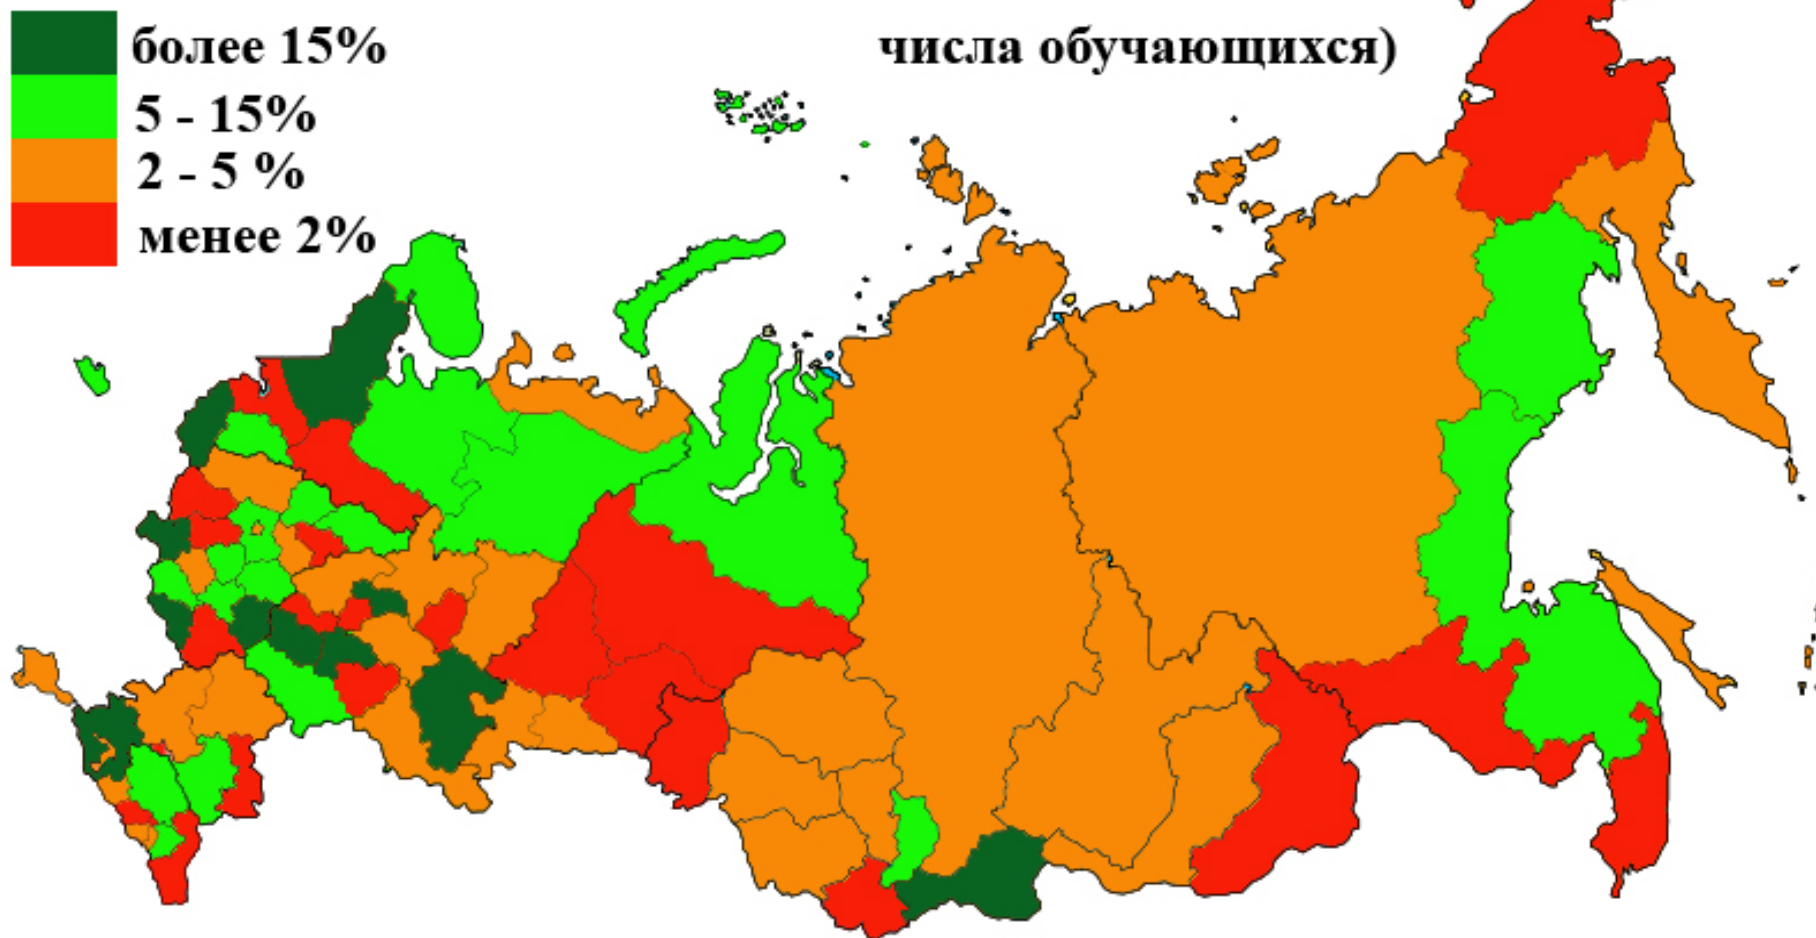 более 15%
числа обучающихся)
5 - 15%
2 - 5 %
менее 2%